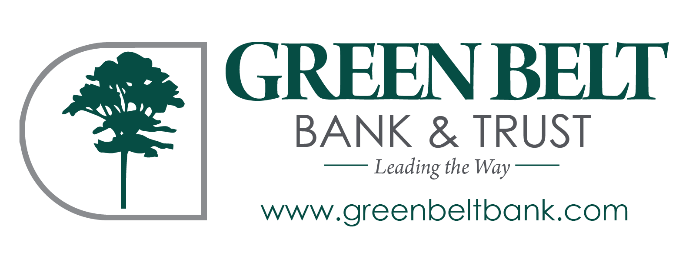 GREEN BELT
BANK & TRUST
Leading the Way
www.greenbeltbank.com